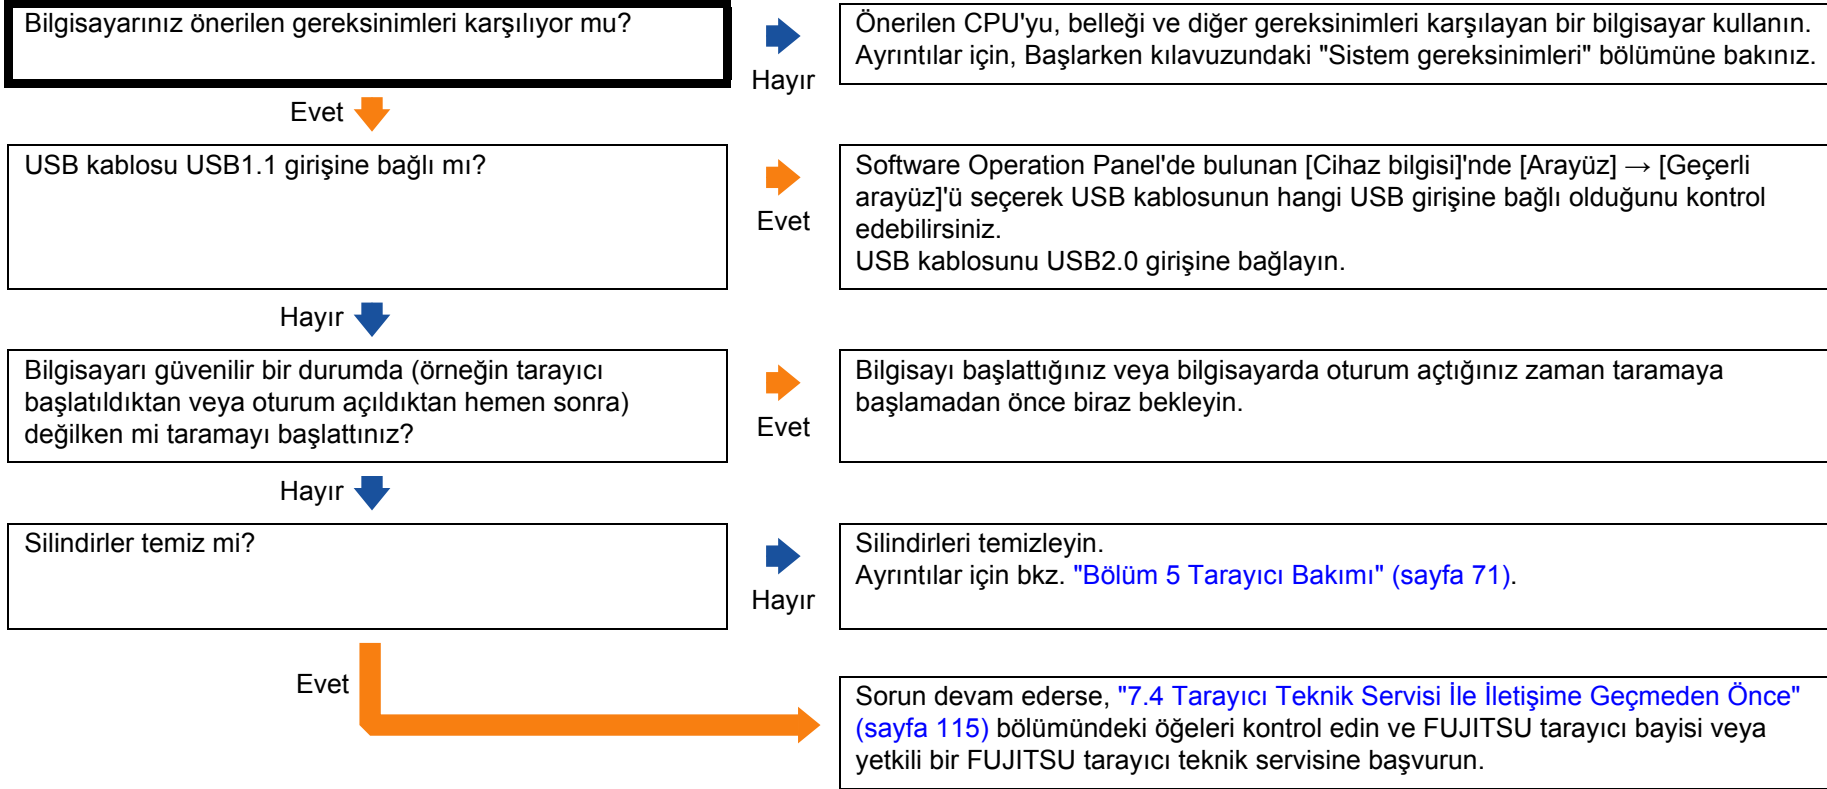 Bilgisayarınız önerilen gereksinimleri karşılıyor mu?
Hayır
Önerilen CPU'yu, belleği ve diğer gereksinimleri karşılayan bir bilgisayar kullanın.
Ayrıntılar için, Başlarken kılavuzundaki "Sistem gereksinimleri" bölümüne bakınız.
Evet
USB kablosu USB1.1 girişine bağlı mı?
Evet
Software Operation Panel'de bulunan [Cihaz bilgisi]'nde [Arayüz] → [Geçerli
arayüz]'ü seçerek USB kablosunun hangi USB girişine bağlı olduğunu kontrol
edebilirsiniz.
USB kablosunu USB2.0 girişine bağlayın.
Hayır
Bilgisayarı güvenilir bir durumda (örneğin tarayıcı
başlatıldıktan veya oturum açıldıktan hemen sonra)
değilken mi taramayı başlattınız?
Evet
Bilgisayı başlattığınız veya bilgisayarda oturum açtığınız zaman taramaya
başlamadan önce biraz bekleyin.
Hayır
Silindirler temiz mi?
Hayır
Silindirleri temizleyin.
Ayrıntılar için bkz. "Bölüm 5 Tarayıcı Bakımı" (sayfa 71).
Evet
Sorun devam ederse, "7.4 Tarayıcı Teknik Servisi İle İletişime Geçmeden Önce"
(sayfa 115) bölümündeki öğeleri kontrol edin ve FUJITSU tarayıcı bayisi veya
yetkili bir FUJITSU tarayıcı teknik servisine başvurun.